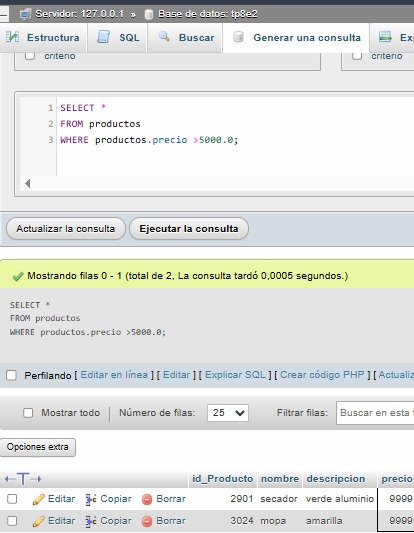 Servidor: 127.0.0.1 » Base de datos: tp8e2
Estructura SQL Buscar Generar una consulta
criterio criterio
1 SELECT *
2 FROM productos
3 WHERE productos.precio >5000.0;
Actualizar la consulta Ejecutar la consulta
Mostrando filas 0 - 1 (total de 2, La consulta tardó 0,0005 segundos.)
SELECT *
FROM productos
WHERE productos.precio >5000.0;
Perfilando [ Editar en línea ] [ Editar ] [ Explicar SQL ] [ Crear código PHP ] [ Actualiz
Mostrar todo | Número de filas: 25 Filtrar filas: Buscar en esta
Opciones extra
←T→ id_Producto nombre descripcion precio
Editar Copiar Borrar 2901 secador verde aluminio 9999
Editar Copiar Borrar 3024 mopa amarilla 9999